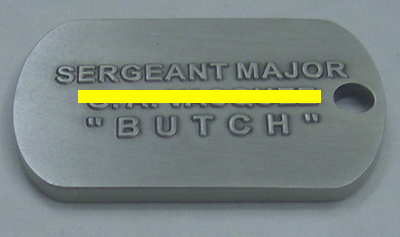 SERGEANT MAJOR
" B U T C H "